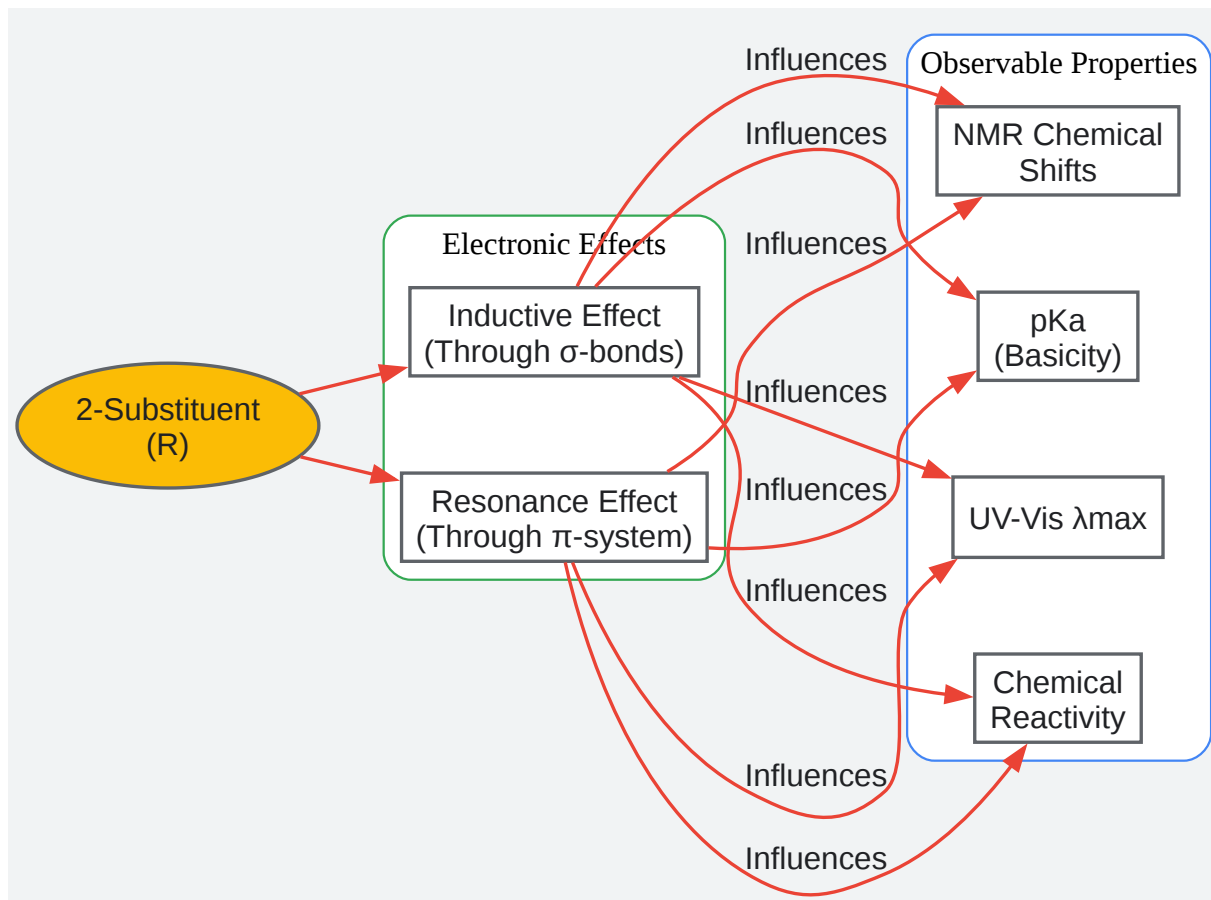 2-Substituent
(R)
Electronic Effects
Inductive Effect
(Through σ-bonds)
Resonance Effect
(Through π-system)
Influences
Influences
Influences
Influences
Influences
Influences
Influences
Influences
Observable Properties
NMR Chemical
Shifts
pKa
(Basicity)
UV-Vis λmax
Chemical
Reactivity